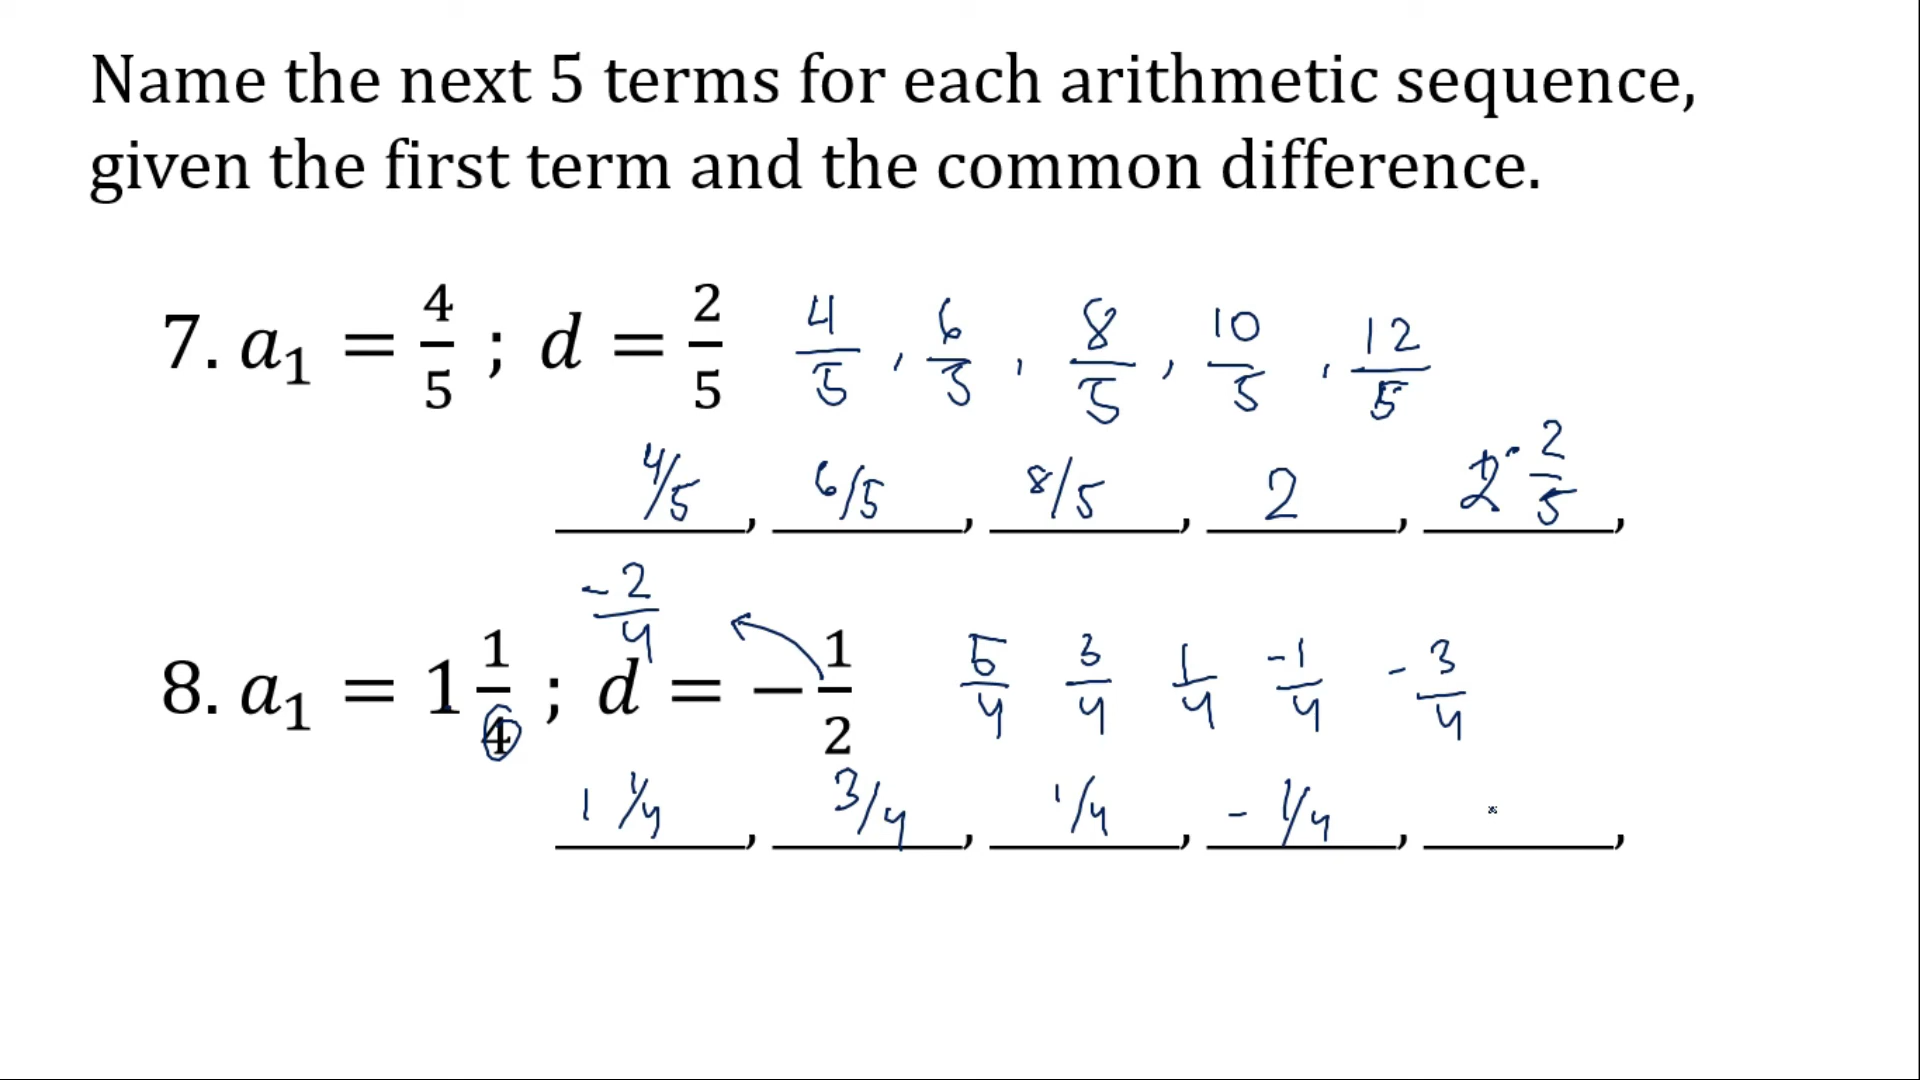 Name the next 5 terms for each arithmetic sequence,
given the first term and the common difference.
7. a₁ = 4/5 ; d = 2/5    4/5 , 6/5 , 8/5 , 10/5 , 12/5
4/5, 6/5, 8/5, 2, 2 2/5,
-2/4
8. a₁ = 1 1/4 ; d = −1/2    5/4 3/4 1/4 -1/4 -3/4
1 1/4, 3/4, 1/4, - 1/4, ,